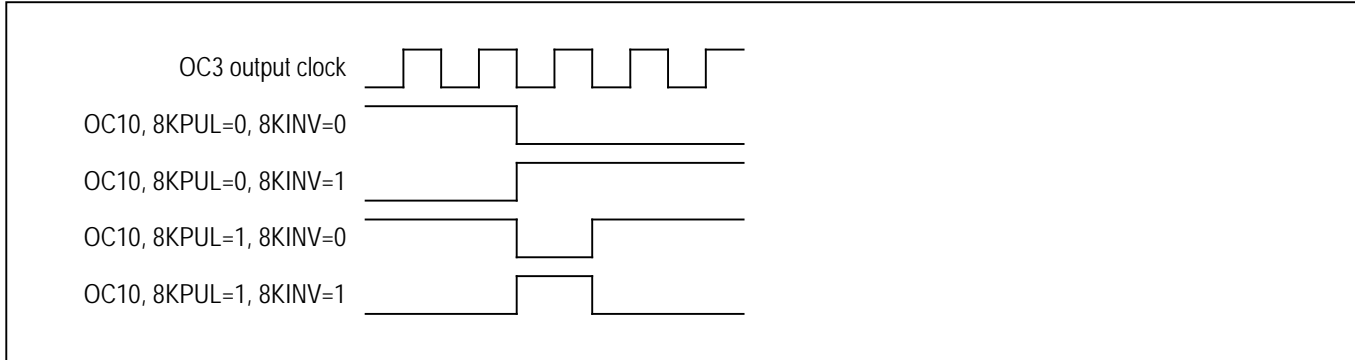 OC3 output clock
OC10, 8KPUL=0, 8KINV=0
OC10, 8KPUL=0, 8KINV=1
OC10, 8KPUL=1, 8KINV=0
OC10, 8KPUL=1, 8KINV=1